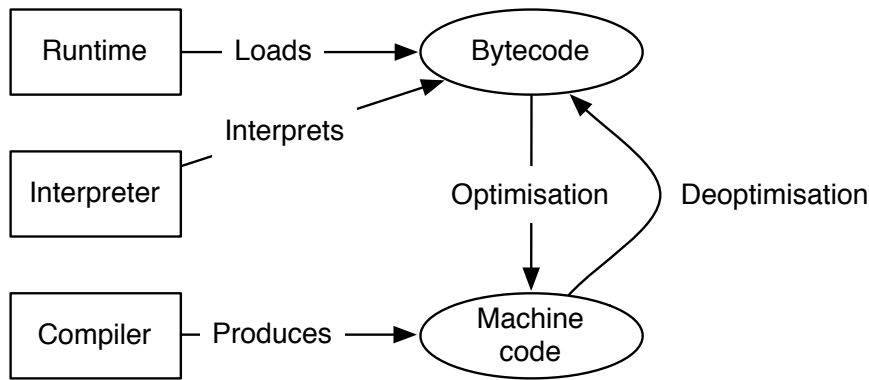 Runtime
Loads
Bytecode
Interprets
Interpreter
Optimisation
Deoptimisation
Compiler
Produces
Machine
code